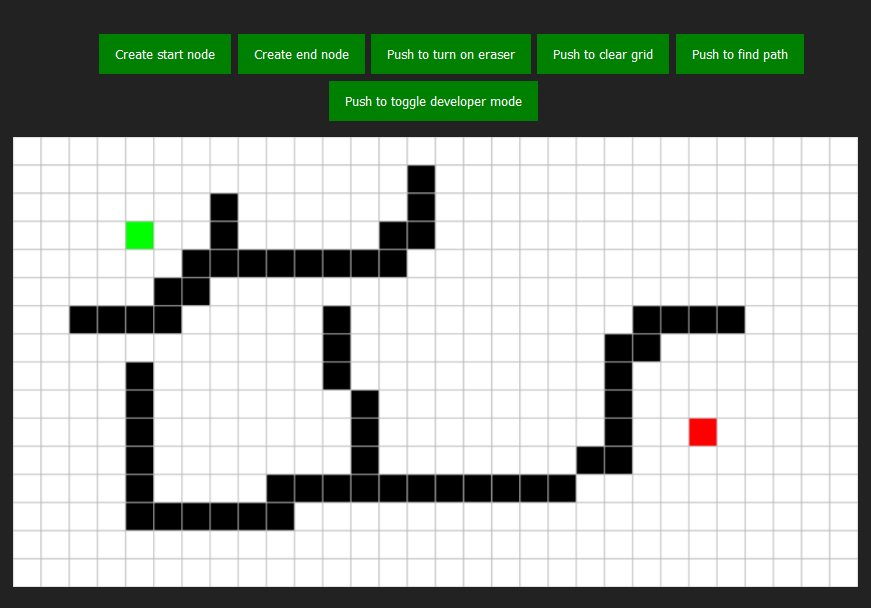 Create start node Create end node Push to turn on eraser Push to clear grid Push to find path
Push to toggle developer mode